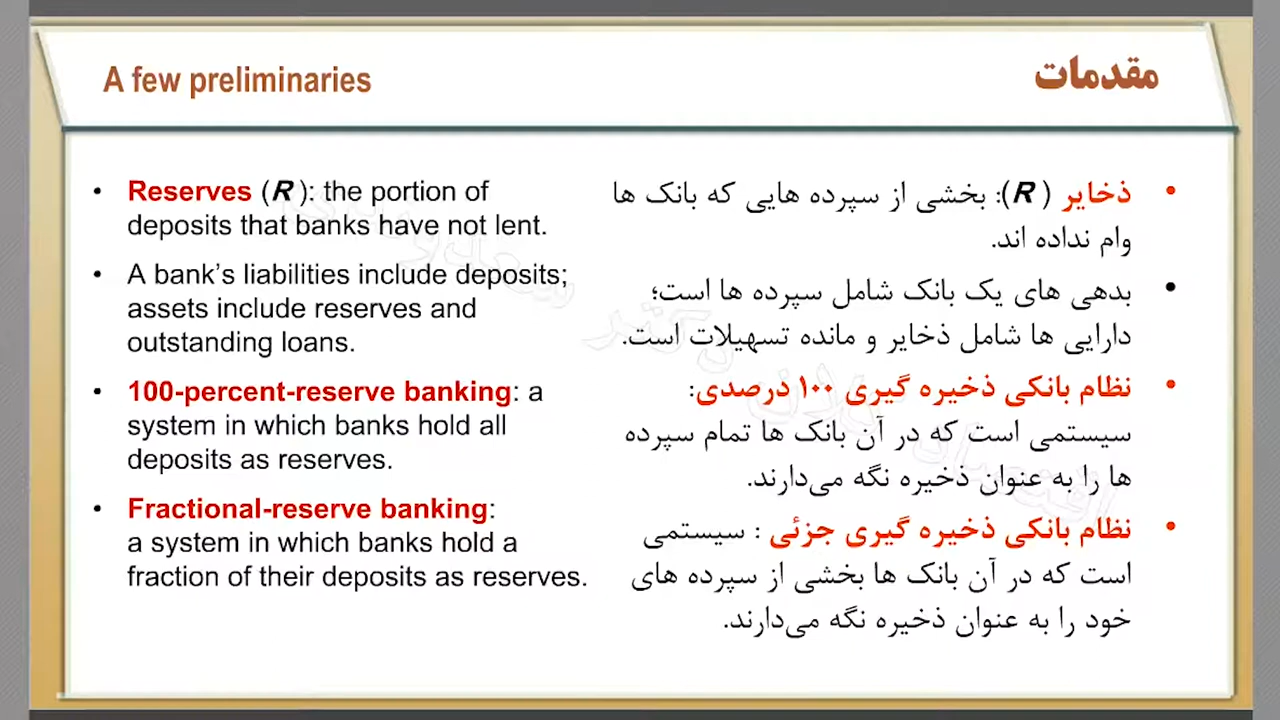 A few preliminaries
مقدمات
• Reserves (R): the portion of
deposits that banks have not lent.
• A bank’s liabilities include deposits;
assets include reserves and
outstanding loans.
• 100-percent-reserve banking: a
system in which banks hold all
deposits as reserves.
• Fractional-reserve banking:
a system in which banks hold a
fraction of their deposits as reserves.
• ذخایر (R): بخشی از سپرده هایی که بانک ها
وام نداده اند.
• بدهی های یک بانک شامل سپرده ها است؛
دارایی ها شامل ذخایر و مانده تسهیلات است.
• نظام بانکی ذخیره گیری ۱۰۰ درصدی:
سیستمی است که در آن بانک ها تمام سپرده
ها را به عنوان ذخیره نگه می‌دارند.
• نظام بانکی ذخیره گیری جزئی : سیستمی
است که در آن بانک ها بخشی از سپرده های
خود را به عنوان ذخیره نگه می‌دارند.